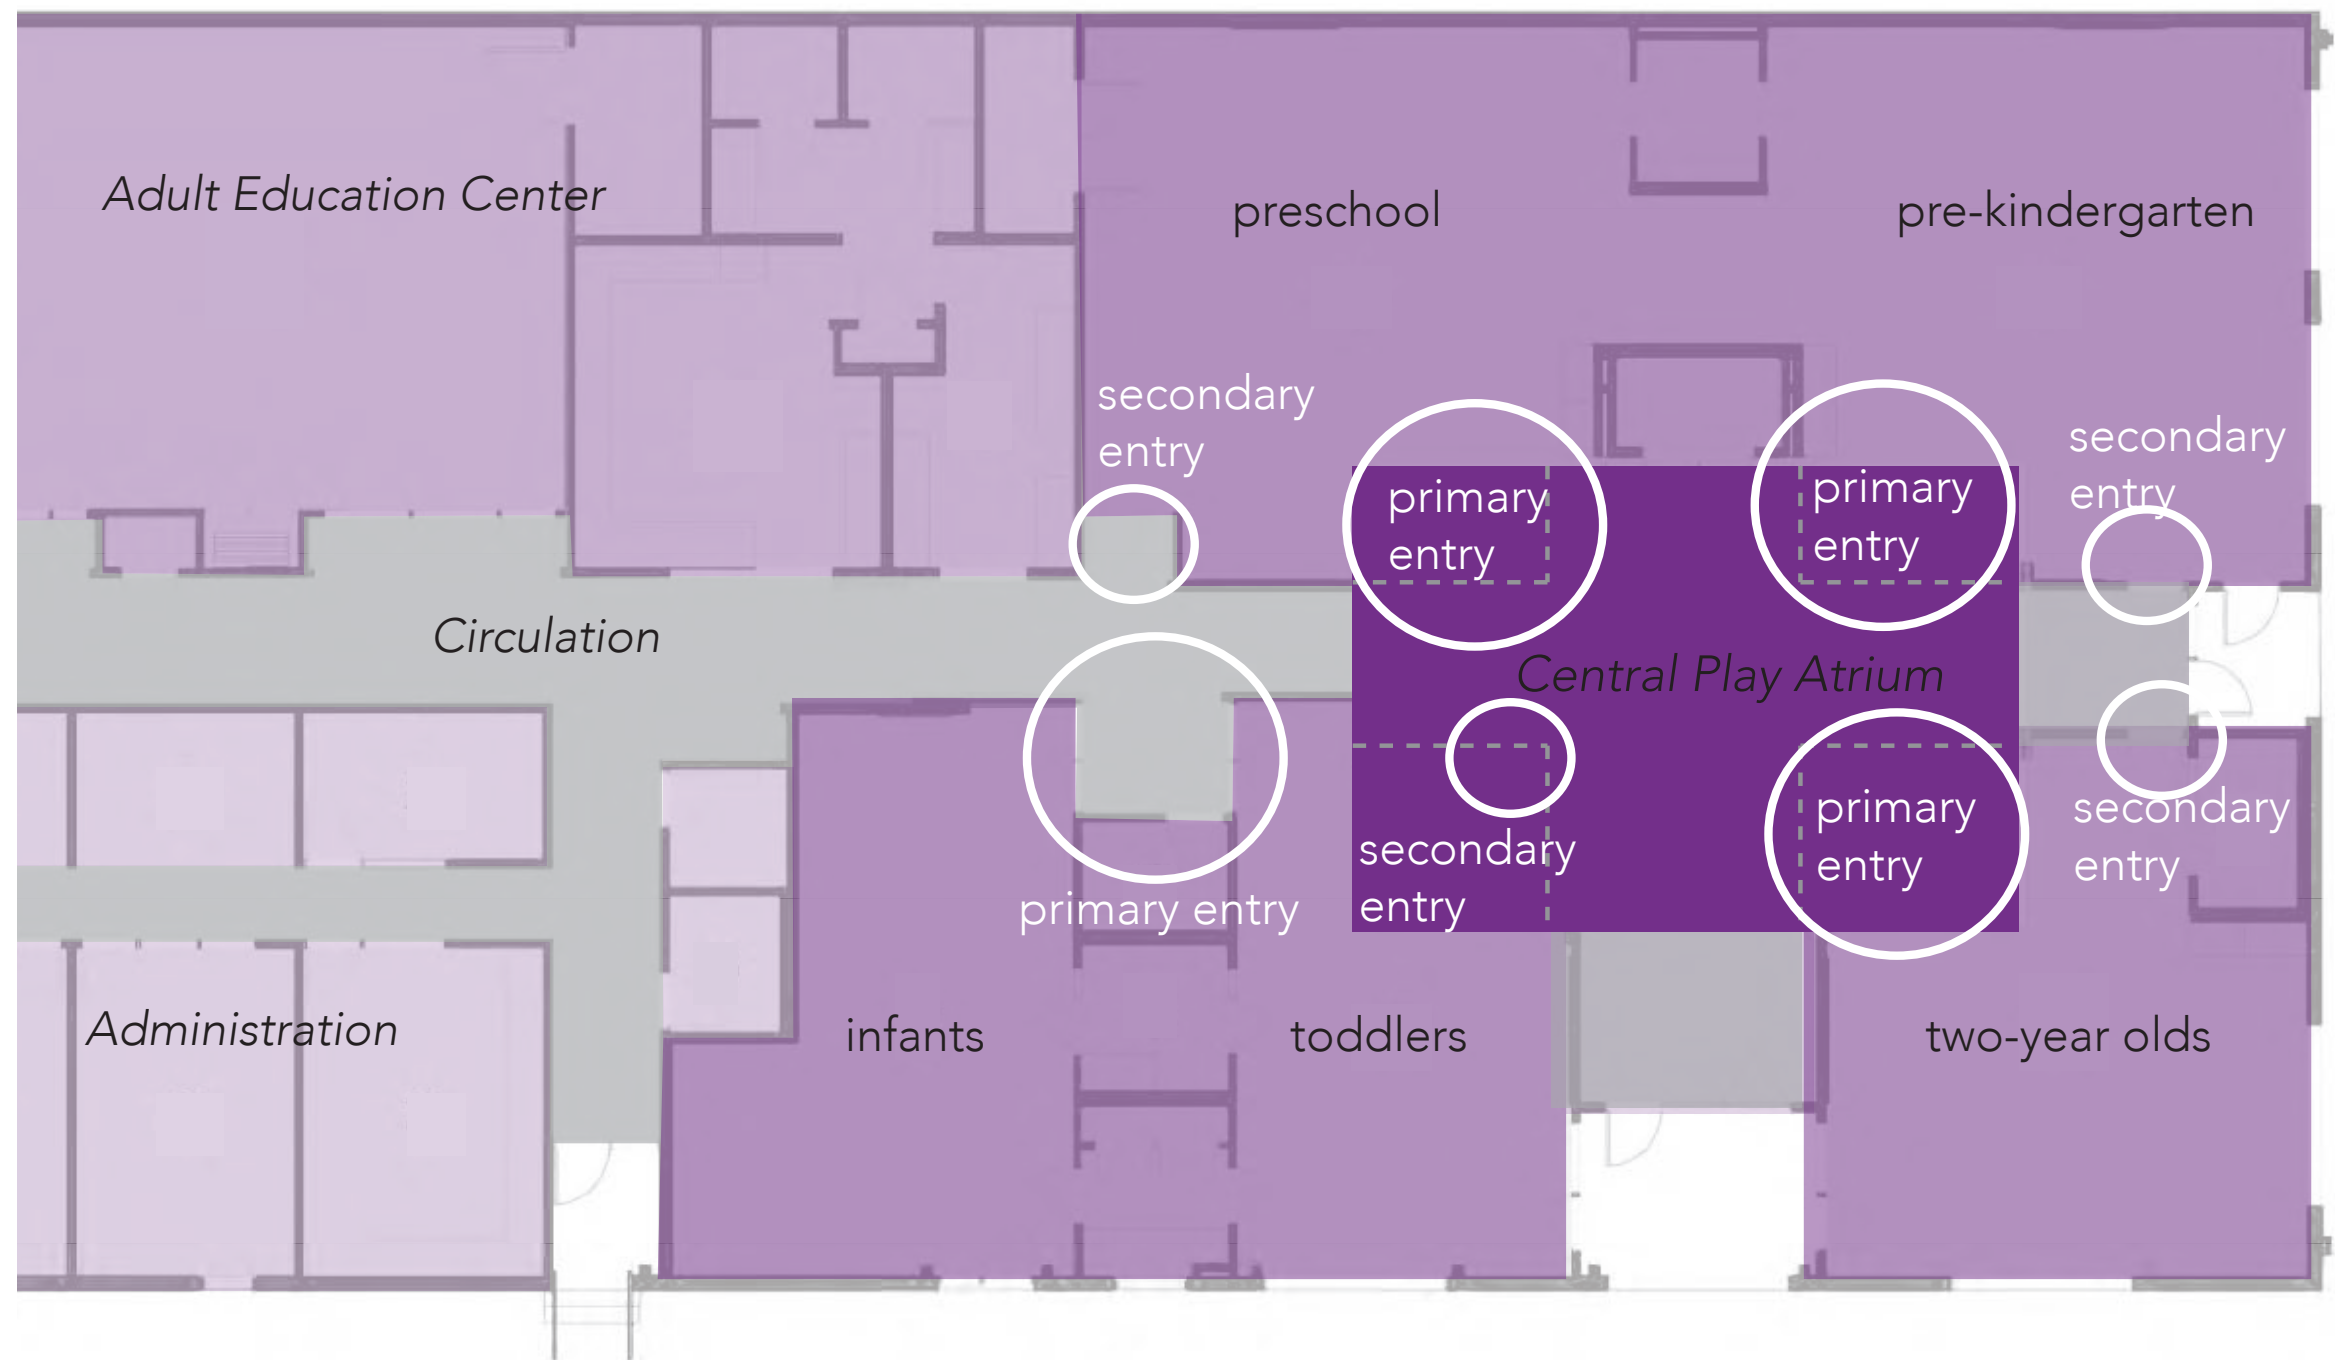 Adult Education Center
preschool
pre-kindergarten
secondary
entry
secondary
entry
primary
entry
primary
entry
Circulation
Central Play Atrium
primary entry
secondary
entry
primary
entry
secondary
entry
Administration
infants
toddlers
two-year olds